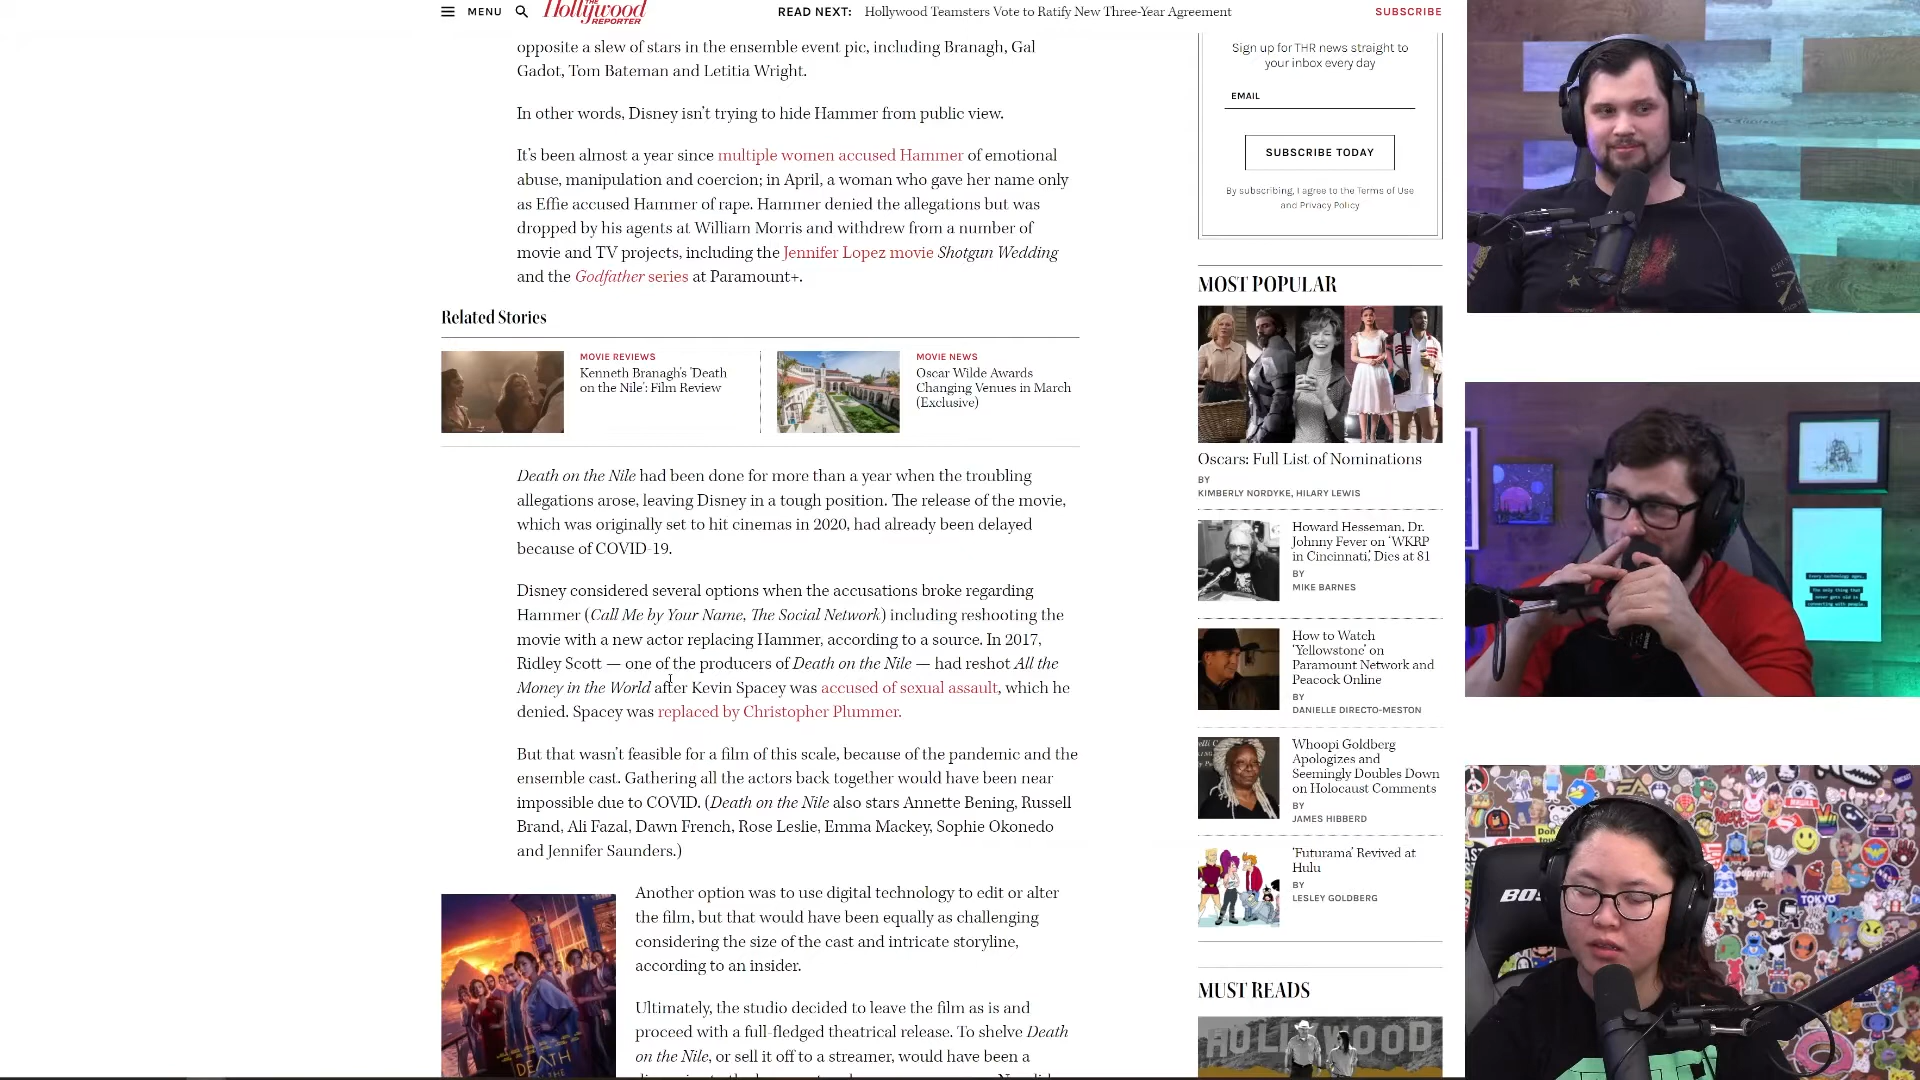 MENU
THE
Hollywood
REPORTER
READ NEXT: Hollywood Teamsters Vote to Ratify New Three-Year Agreement
SUBSCRIBE
opposite a slew of stars in the ensemble event pic, including Branagh, Gal
Gadot, Tom Bateman and Letitia Wright.
In other words, Disney isn't trying to hide Hammer from public view.
It's been almost a year since multiple women accused Hammer of emotional
abuse, manipulation and coercion; in April, a woman who gave her name only
as Effie accused Hammer of rape. Hammer denied the allegations but was
dropped by his agents at William Morris and withdrew from a number of
movie and TV projects, including the Jennifer Lopez movie Shotgun Wedding
and the Godfather series at Paramount+.
Related Stories
MOVIE REVIEWS
Kenneth Branagh's 'Death
on the Nile': Film Review
MOVIE NEWS
Oscar Wilde Awards
Changing Venues in March
(Exclusive)
Death on the Nile had been done for more than a year when the troubling
allegations arose, leaving Disney in a tough position. The release of the movie,
which was originally set to hit cinemas in 2020, had already been delayed
because of COVID-19.
Disney considered several options when the accusations broke regarding
Hammer (Call Me by Your Name, The Social Network) including reshooting the
movie with a new actor replacing Hammer, according to a source. In 2017,
Ridley Scott — one of the producers of Death on the Nile — had reshot All the
Money in the World after Kevin Spacey was accused of sexual assault, which he
denied. Spacey was replaced by Christopher Plummer.
But that wasn't feasible for a film of this scale, because of the pandemic and the
ensemble cast. Gathering all the actors back together would have been near
impossible due to COVID. (Death on the Nile also stars Annette Bening, Russell
Brand, Ali Fazal, Dawn French, Rose Leslie, Emma Mackey, Sophie Okonedo
and Jennifer Saunders.)
Another option was to use digital technology to edit or alter
the film, but that would have been equally as challenging
considering the size of the cast and intricate storyline,
according to an insider.
Ultimately, the studio decided to leave the film as is and
proceed with a full-fledged theatrical release. To shelve Death
on the Nile, or sell it off to a streamer, would have been a
DEATH
Sign up for THR news straight to
your inbox every day
EMAIL
SUBSCRIBE TODAY
By subscribing, I agree to the Terms of Use
and Privacy Policy
MOST POPULAR
Oscars: Full List of Nominations
BY
KIMBERLY NORDYKE, HILARY LEWIS
Howard Hesseman, Dr.
Johnny Fever on 'WKRP
in Cincinnati,' Dies at 81
BY
MIKE BARNES
How to Watch
'Yellowstone' on
Paramount Network and
Peacock Online
BY
DANIELLE DIRECTO-MESTON
Whoopi Goldberg
Apologizes and
Seemingly Doubles Down
on Holocaust Comments
BY
JAMES HIBBERD
'Futurama' Revived at
Hulu
BY
LESLEY GOLDBERG
MUST READS
HOLLYWOOD
Every technology ages.
The only thing that
never gets old is
connecting with people.
EA
Supreme
TOKYO